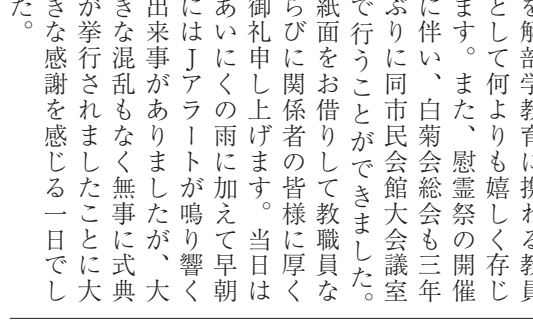 を解剖学教育に携わる教員
として何よりも嬉しく存じ
ます。また、慰霊祭の開催
に伴い、白菊会総会も三年
ぶりに同市民会館大会議室
で行うことができました。
紙面をお借りして教職員な
らびに関係者の皆様に厚く
御礼申し上げます。当日は
あいにくの雨に加えて早朝
にはJアラートが鳴り響く
出来事がありましたが、大
きな混乱もなく無事に式典
が挙行されましたことに大
きな感謝を感じる一日でし
た。